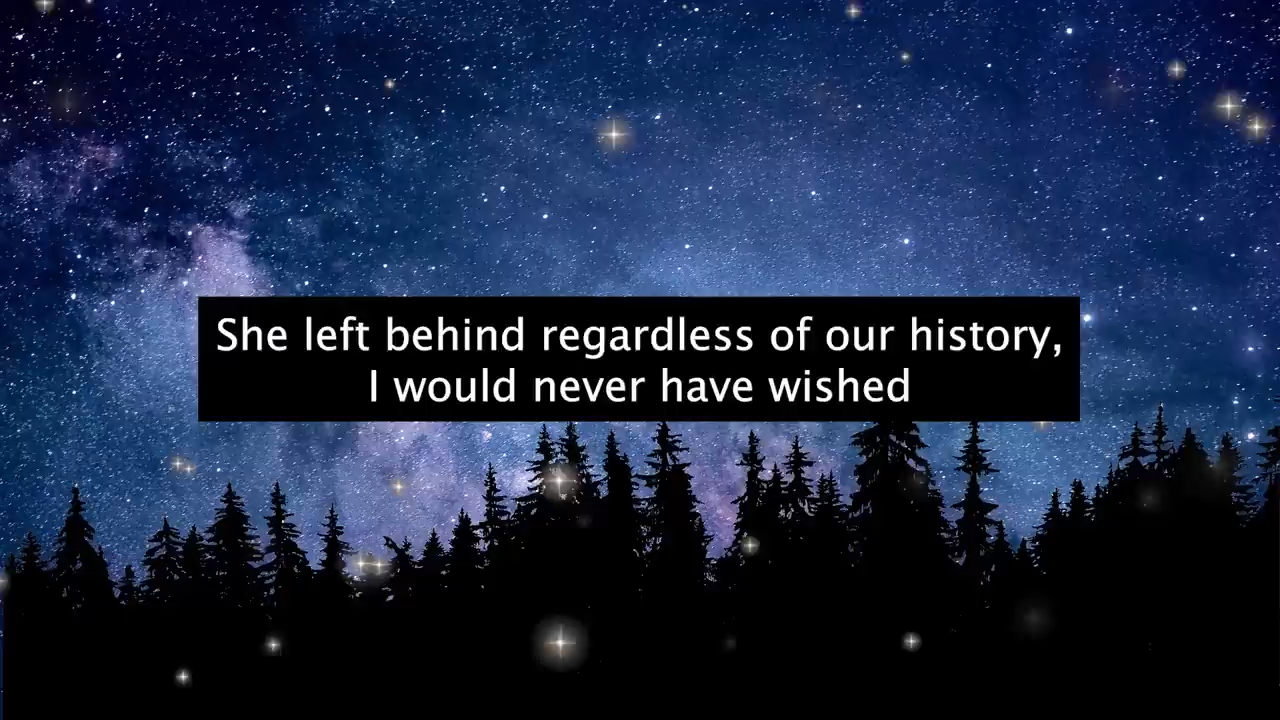 She left behind regardless of our history,
I would never have wished